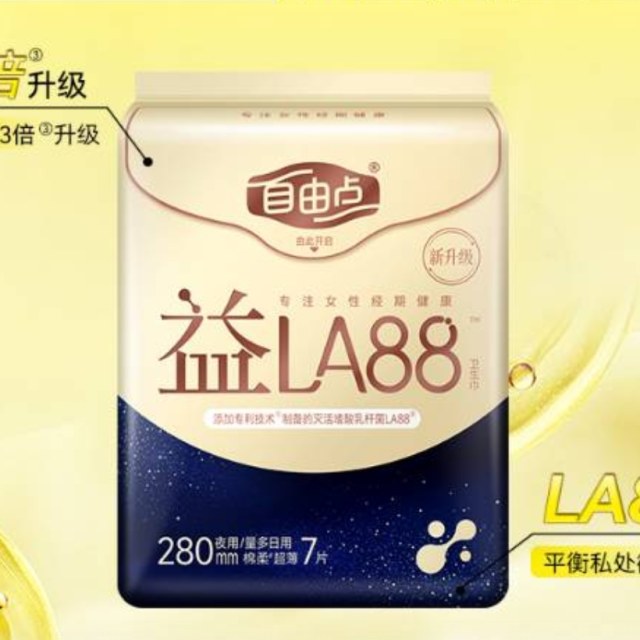 倍③升级
3倍③升级
专注女性经期健康
自由点®
由此开启
新升级
专注女性经期健康
益LA88™
添加专利技术制备的灭活嗜酸乳杆菌LA88
280mm
夜用/量多日用
棉柔超薄
7片
LA8
平衡私处